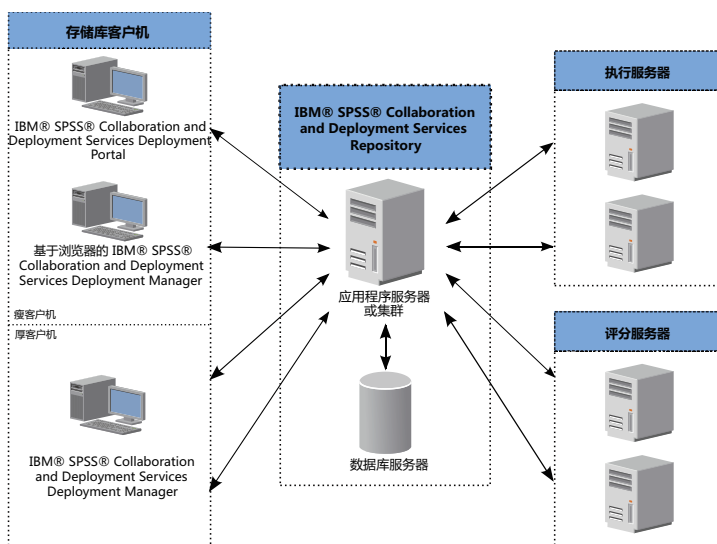 存储库客户机
IBM® SPSS® Collaboration and
Deployment Services Deployment
Portal
基于浏览器的 IBM® SPSS®
Collaboration and Deployment
Services Deployment Manager
瘦客户机
厚客户机
IBM® SPSS® Collaboration
and Deployment Services
Deployment Manager
IBM® SPSS® Collaboration
and Deployment Services
Repository
应用程序服务器
或集群
数据库服务器
执行服务器
评分服务器